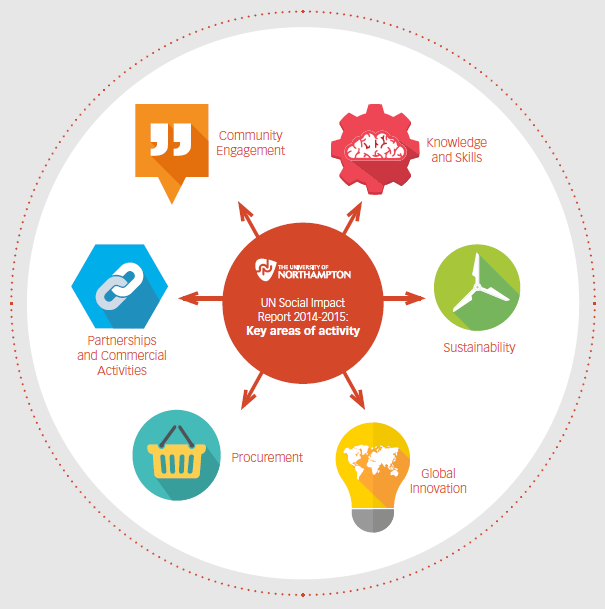 Community
Engagement
Knowledge
and Skills
THE UNIVERSITY OF
NORTHAMPTON
UN Social Impact
Report 2014-2015:
Key areas of activity
Partnerships
and Commercial
Activities
Sustainability
Procurement
Global
Innovation